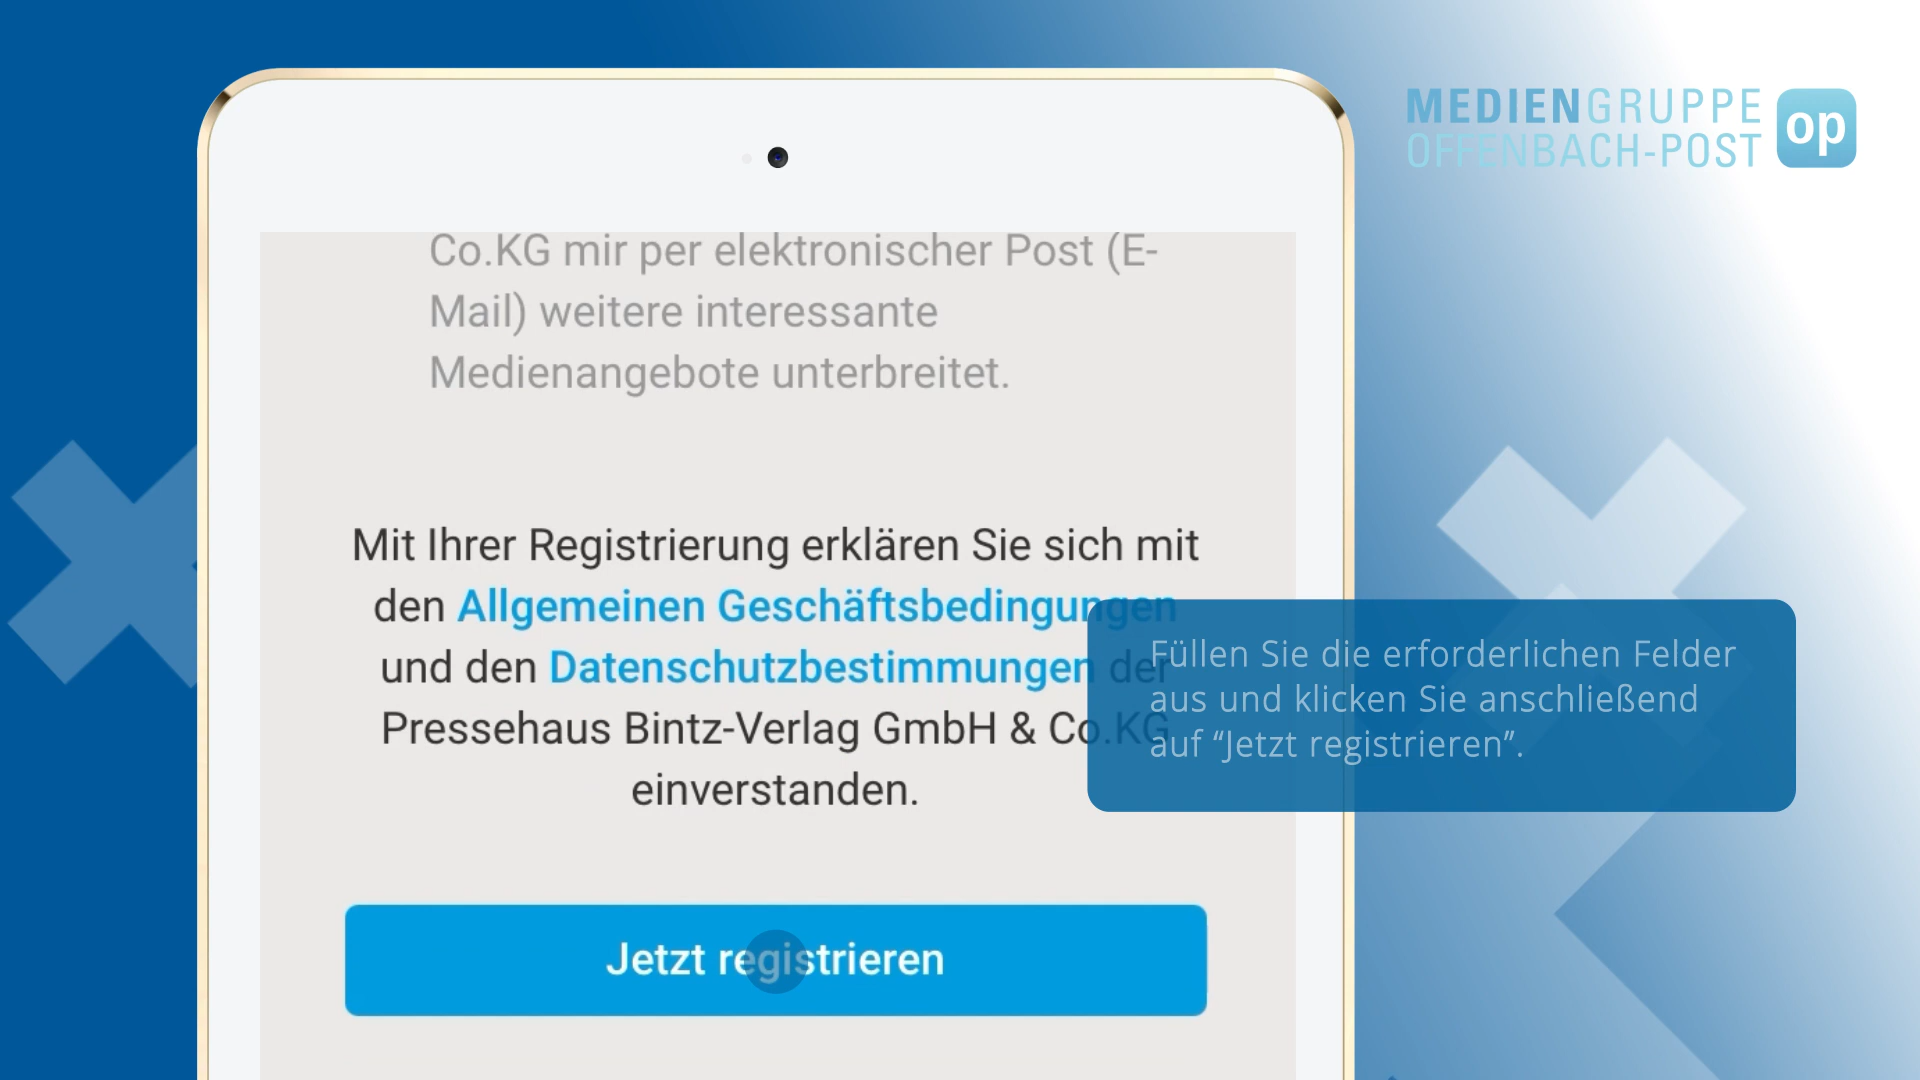 MEDIENGRUPPE
OFFENBACH-POST
op
Co.KG mir per elektronischer Post (E-
Mail) weitere interessante
Medienangebote unterbreitet.
Mit Ihrer Registrierung erklären Sie sich mit
den Allgemeinen Geschäftsbedingungen
und den Datenschutzbestimmungen der
Pressehaus Bintz-Verlag GmbH & Co.KG
einverstanden.
Füllen Sie die erforderlichen Felder
aus und klicken Sie anschließend
auf “Jetzt registrieren”.
Jetzt registrieren